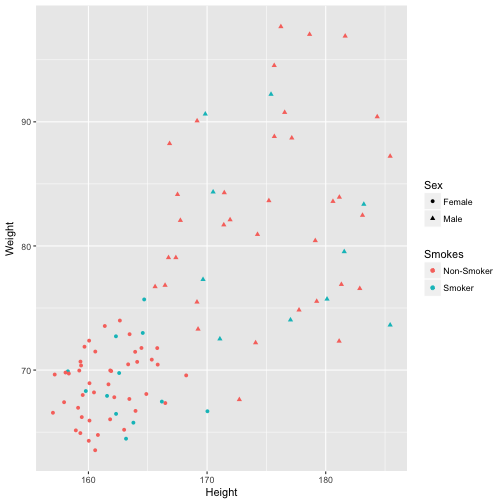 90
80
70
160
170
180
Height
Weight
Sex
Female
Male
Smokes
Non-Smoker
Smoker